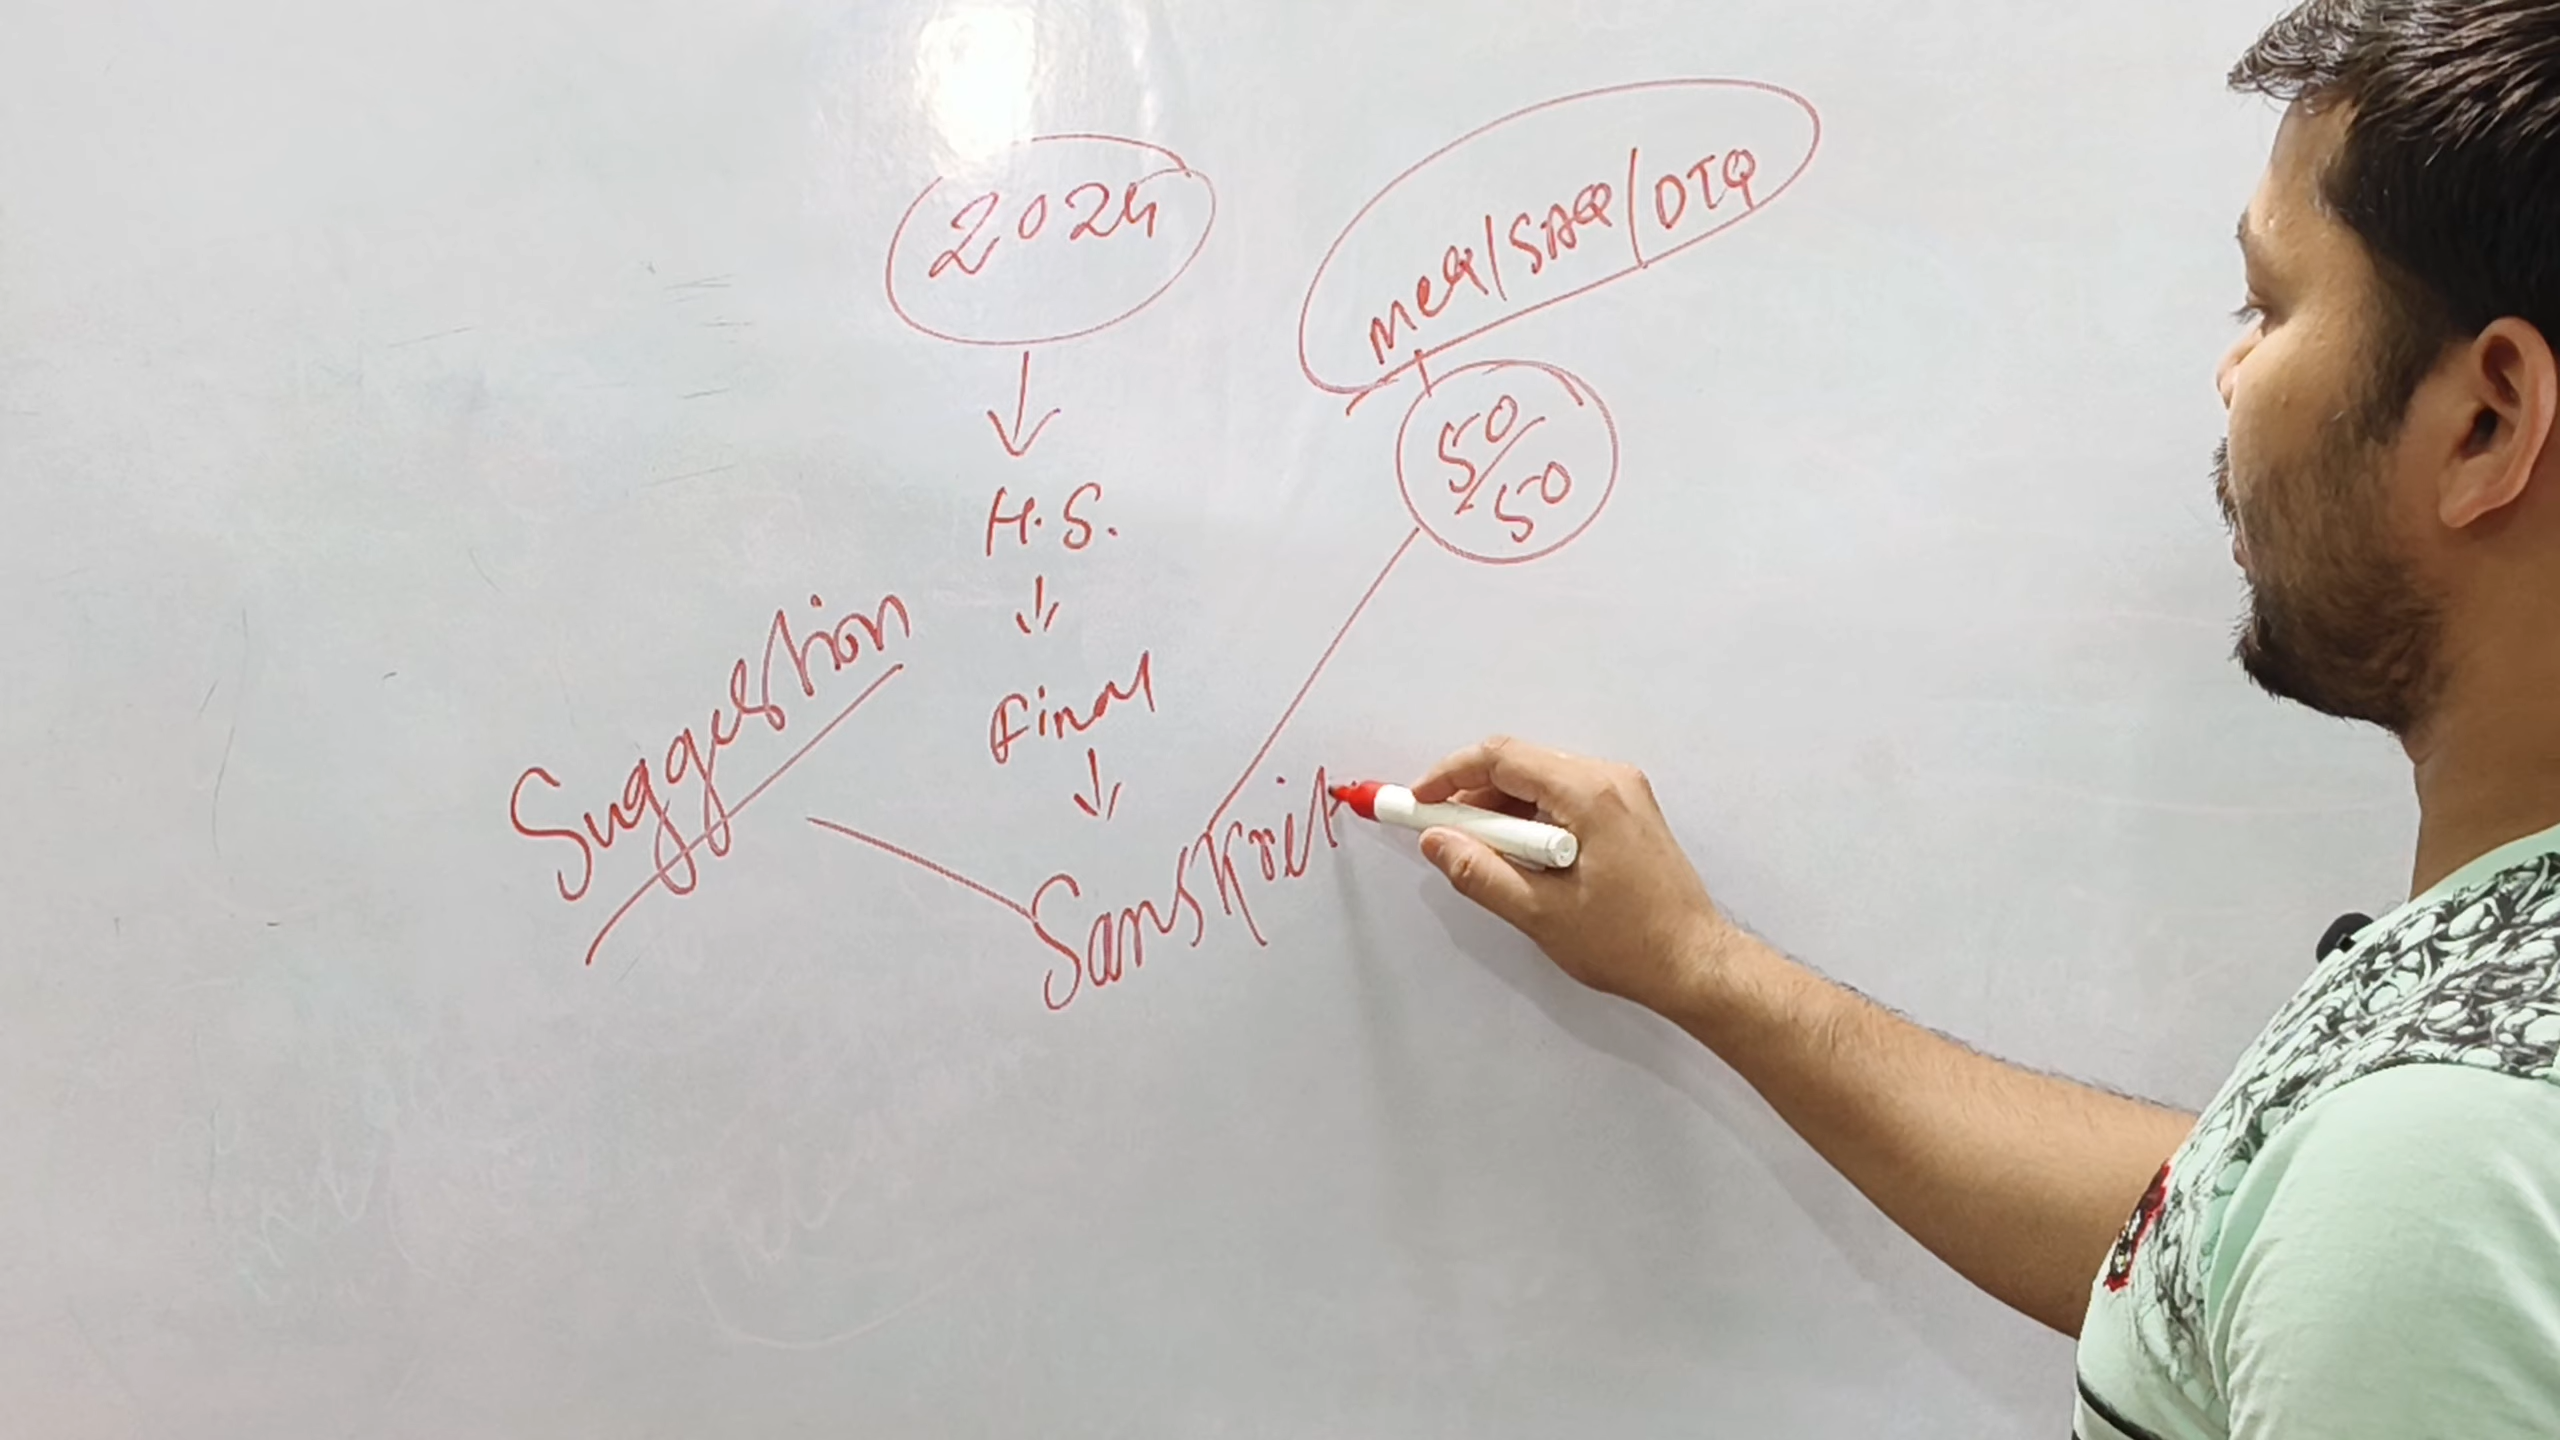 2024
MCQ/SAQ/DTQ
50/50
H.S.
Final
Suggestion
Sanskrit